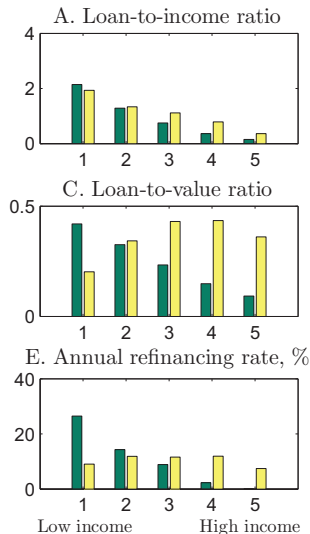 A. Loan-to-income ratio
4
2
0
1 2 3 4 5
C. Loan-to-value ratio
0.5
0
1 2 3 4 5
E. Annual refinancing rate, %
40
20
0
1 2 3 4 5
Low income High income